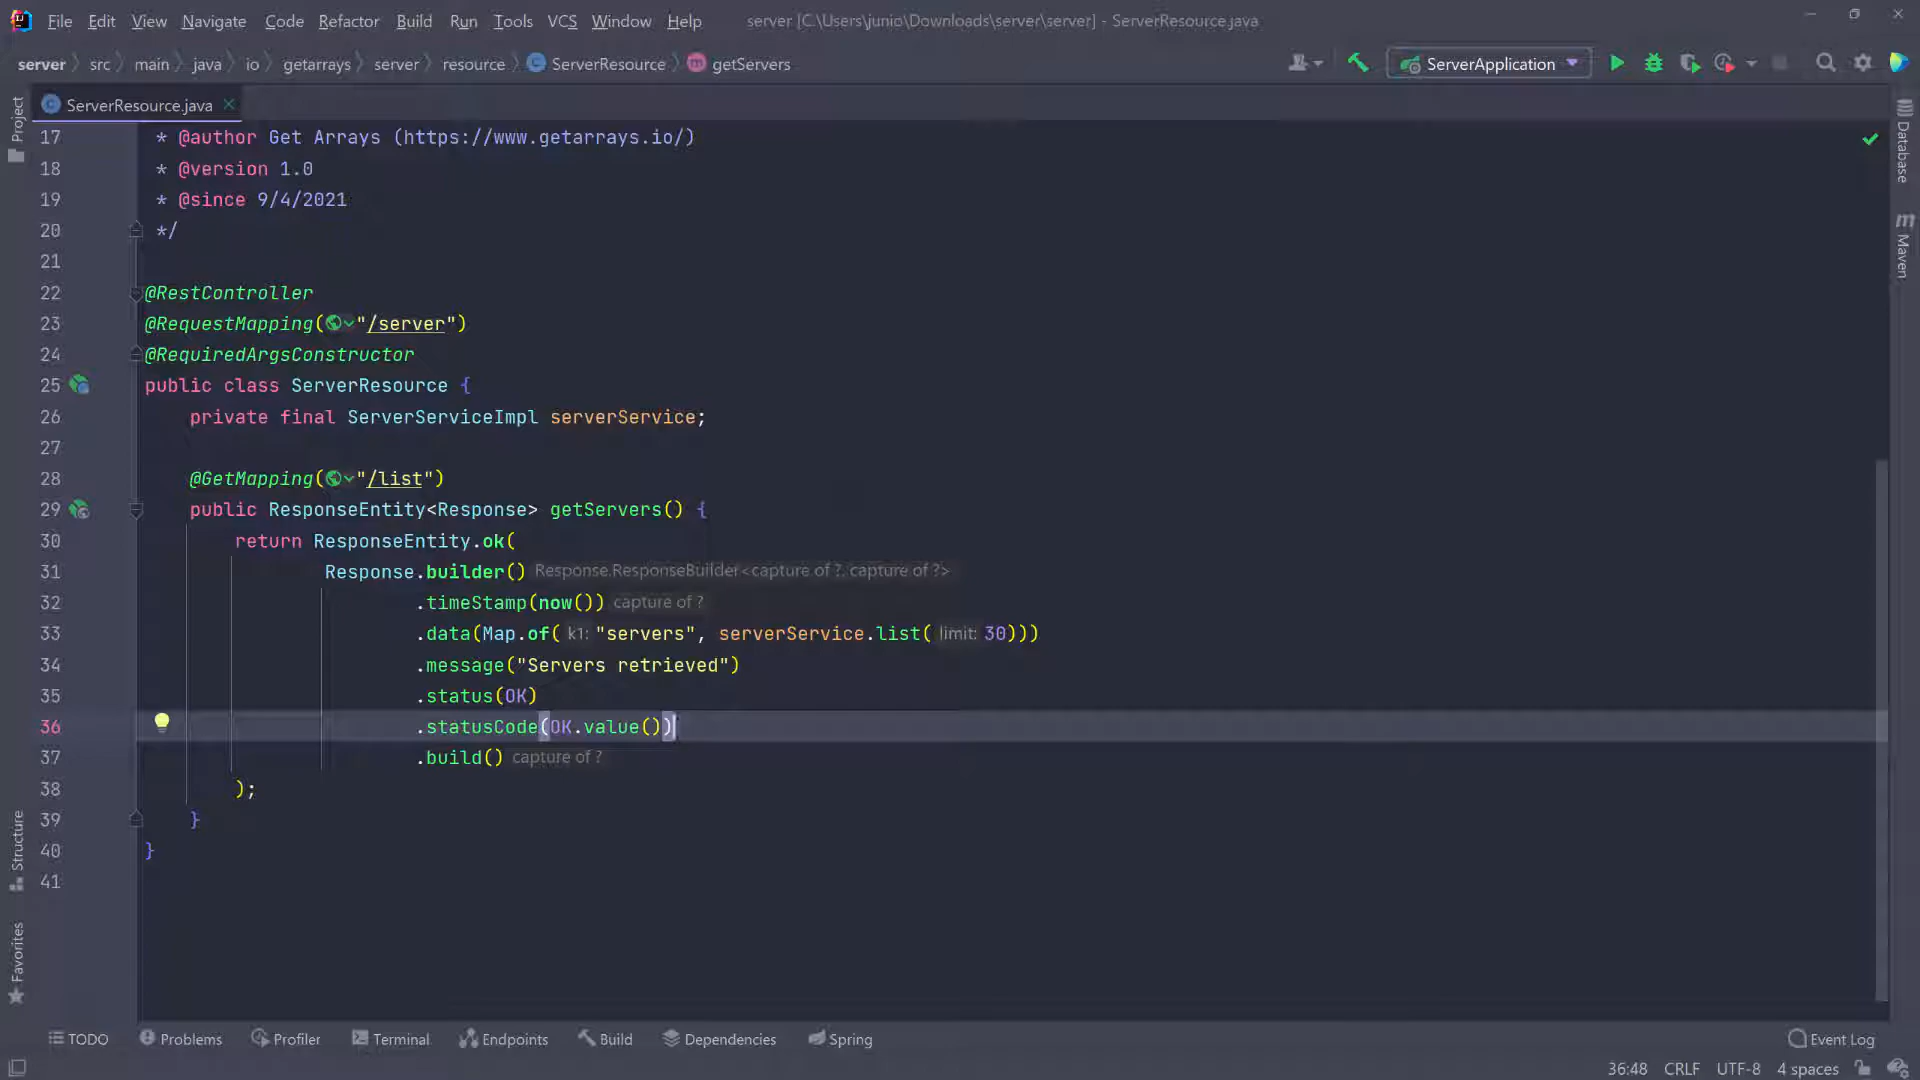 File Edit View Navigate Code Refactor Build Run Tools VCS Window Help server [C:\Users\junio\Downloads\server\server] - ServerResource.java
server src main java io getarrays server resource ServerResource getServers ServerApplication
ServerResource.java
Project
Database
Maven
Structure
Favorites
17 * @author Get Arrays (https://www.getarrays.io/)
18 * @version 1.0
19 * @since 9/4/2021
20 */
21
22 @RestController
23 @RequestMapping("/server")
24 @RequiredArgsConstructor
25 public class ServerResource {
26 private final ServerServiceImpl serverService;
27
28 @GetMapping("/list")
29 public ResponseEntity<Response> getServers() {
30 return ResponseEntity.ok(
31 Response.builder() Response.ResponseBuilder<capture of ?, capture of ?>
32 .timeStamp(now()) capture of ?
33 .data(Map.of( k1: "servers", serverService.list( limit: 30)))
34 .message("Servers retrieved")
35 .status(OK)
36 .statusCode(OK.value())
37 .build() capture of ?
38 );
39 }
40 }
41
TODO Problems Profiler Terminal Endpoints Build Dependencies Spring Event Log
36:48 CRLF UTF-8 4 spaces